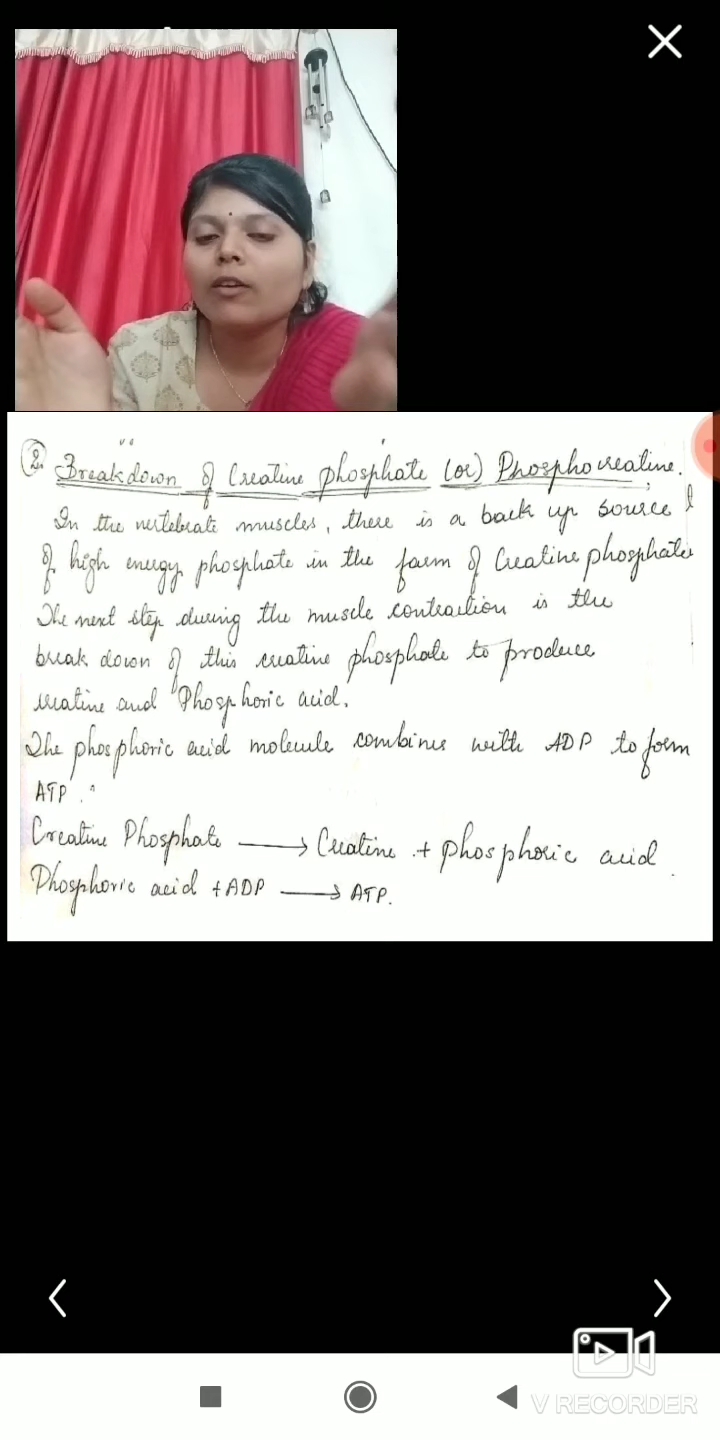 2. Breakdown of Creatine phosphate (or) Phosphocreatine.
In the vertebrate muscles, there is a back up source
of high energy phosphate in the form of Creatine phosphate
The next step during the muscle contraction is the
break down of this creatine phosphate to produce
creatine and Phosphoric acid.
The phosphoric acid molecule combines with ADP to form
ATP.
Creatine Phosphate ⟶ Creatine + phosphoric acid.
Phosphoric acid + ADP ⟶ ATP.
V RECORDER